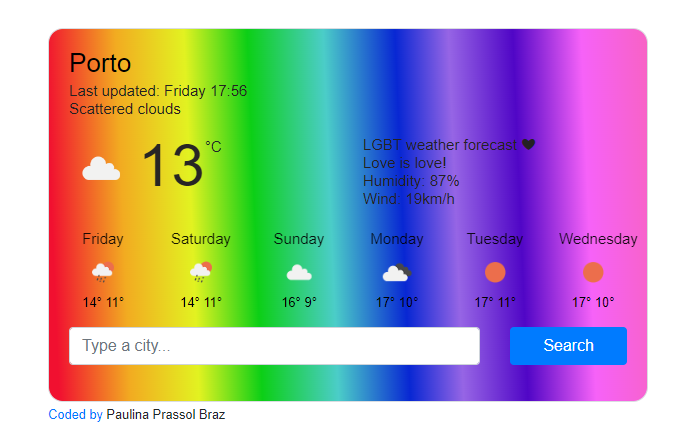 Porto
Last updated: Friday 17:56
Scattered clouds
13 °C
LGBT weather forecast 🖤
Love is love!
Humidity: 87%
Wind: 19km/h
Friday Saturday Sunday Monday Tuesday Wednesday
14° 11° 14° 11° 16° 9° 17° 10° 17° 11° 17° 10°
Type a city... Search
Coded by Paulina Prassol Braz